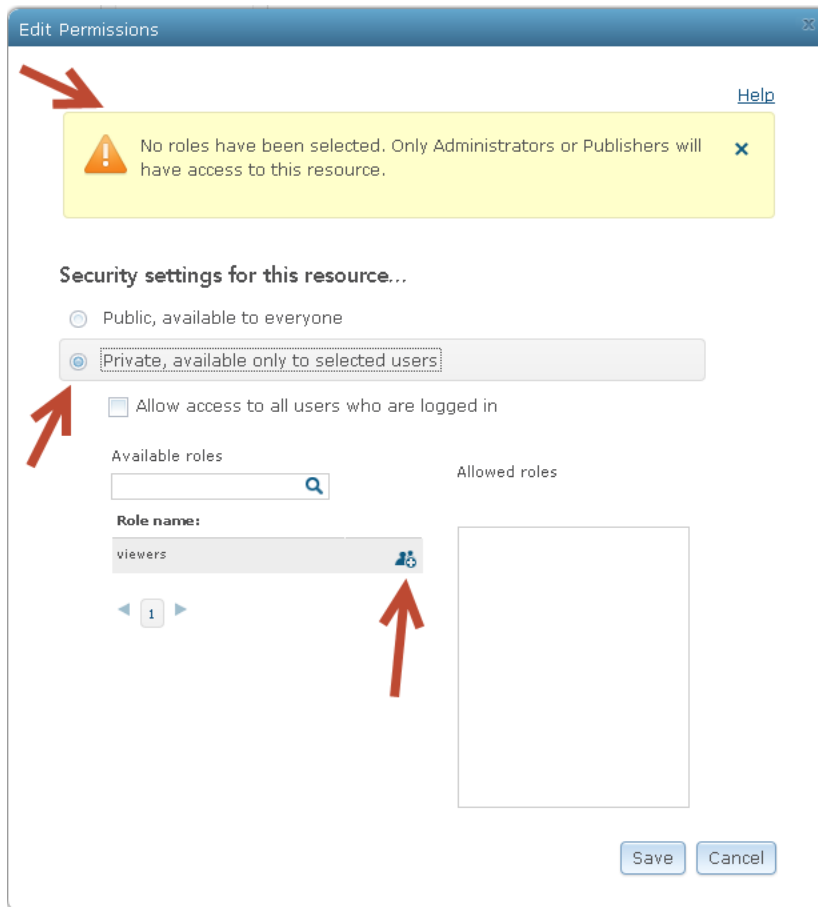 Edit Permissions
Help
No roles have been selected. Only Administrators or Publishers will
have access to this resource.
Security settings for this resource...
Public, available to everyone
Private, available only to selected users
Allow access to all users who are logged in
Available roles
Allowed roles
Role name:
viewers
1
Save
Cancel